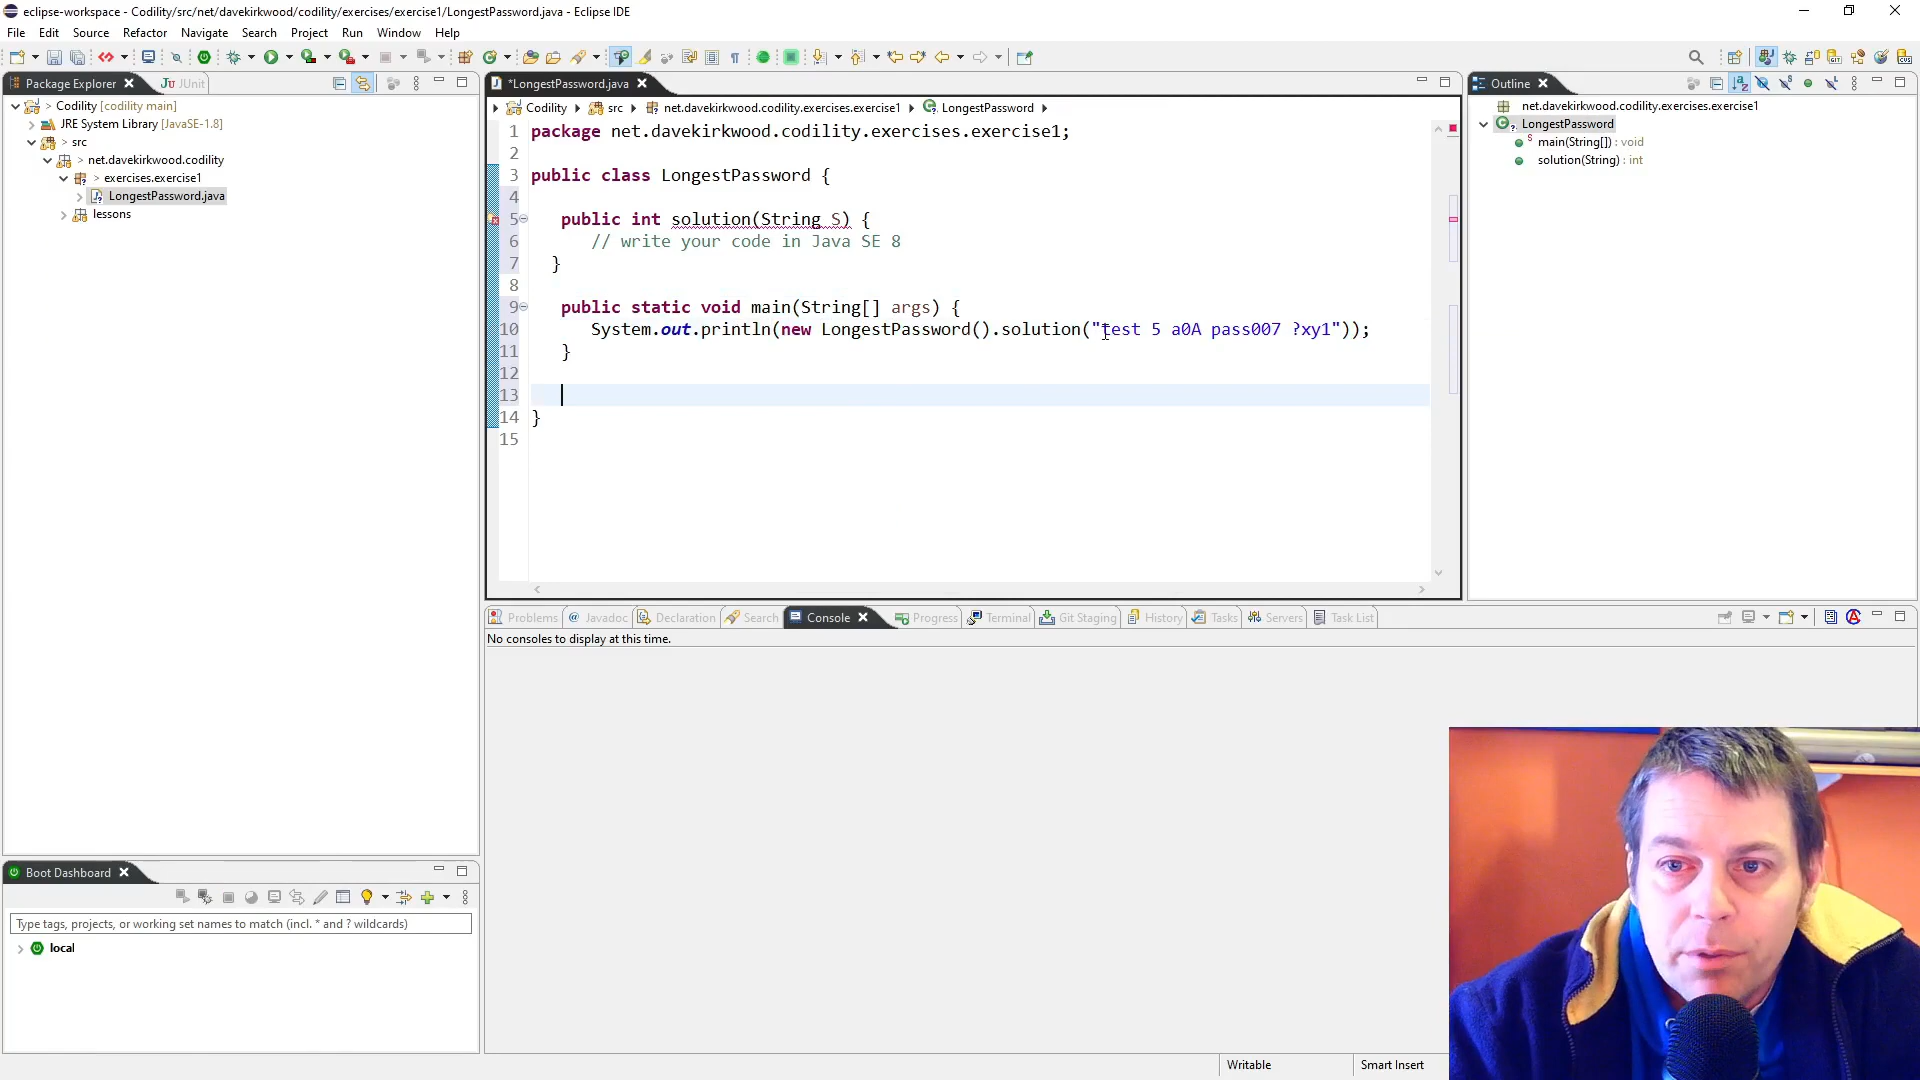 eclipse-workspace - Codility/src/net/davekirkwood/codility/exercises/exercise1/LongestPassword.java - Eclipse IDE
File Edit Source Refactor Navigate Search Project Run Window Help
Package Explorer
JUnit
Codility [codility main]
JRE System Library [JavaSE-1.8]
> src
> net.davekirkwood.codility
> exercises.exercise1
LongestPassword.java
lessons
*LongestPassword.java
Codility src net.davekirkwood.codility.exercises.exercise1 LongestPassword
1 package net.davekirkwood.codility.exercises.exercise1;
2
3 public class LongestPassword {
4
5 public int solution(String S) {
6 // write your code in Java SE 8
7 }
8
9 public static void main(String[] args) {
10 System.out.println(new LongestPassword().solution("test 5 a0A pass007 ?xy1"));
11 }
12
13
14 }
15
Outline
net.davekirkwood.codility.exercises.exercise1
LongestPassword
main(String[]) : void
solution(String) : int
Problems Javadoc Declaration Search Console Progress Terminal Git Staging History Tasks Servers Task List
No consoles to display at this time.
Boot Dashboard
Type tags, projects, or working set names to match (incl. * and ? wildcards)
local
Writable Smart Insert